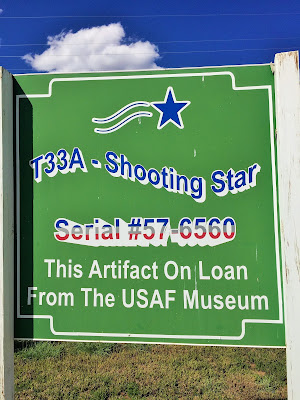 T33A - Shooting Star
Serial #57-6560
This Artifact On Loan
From The USAF Museum